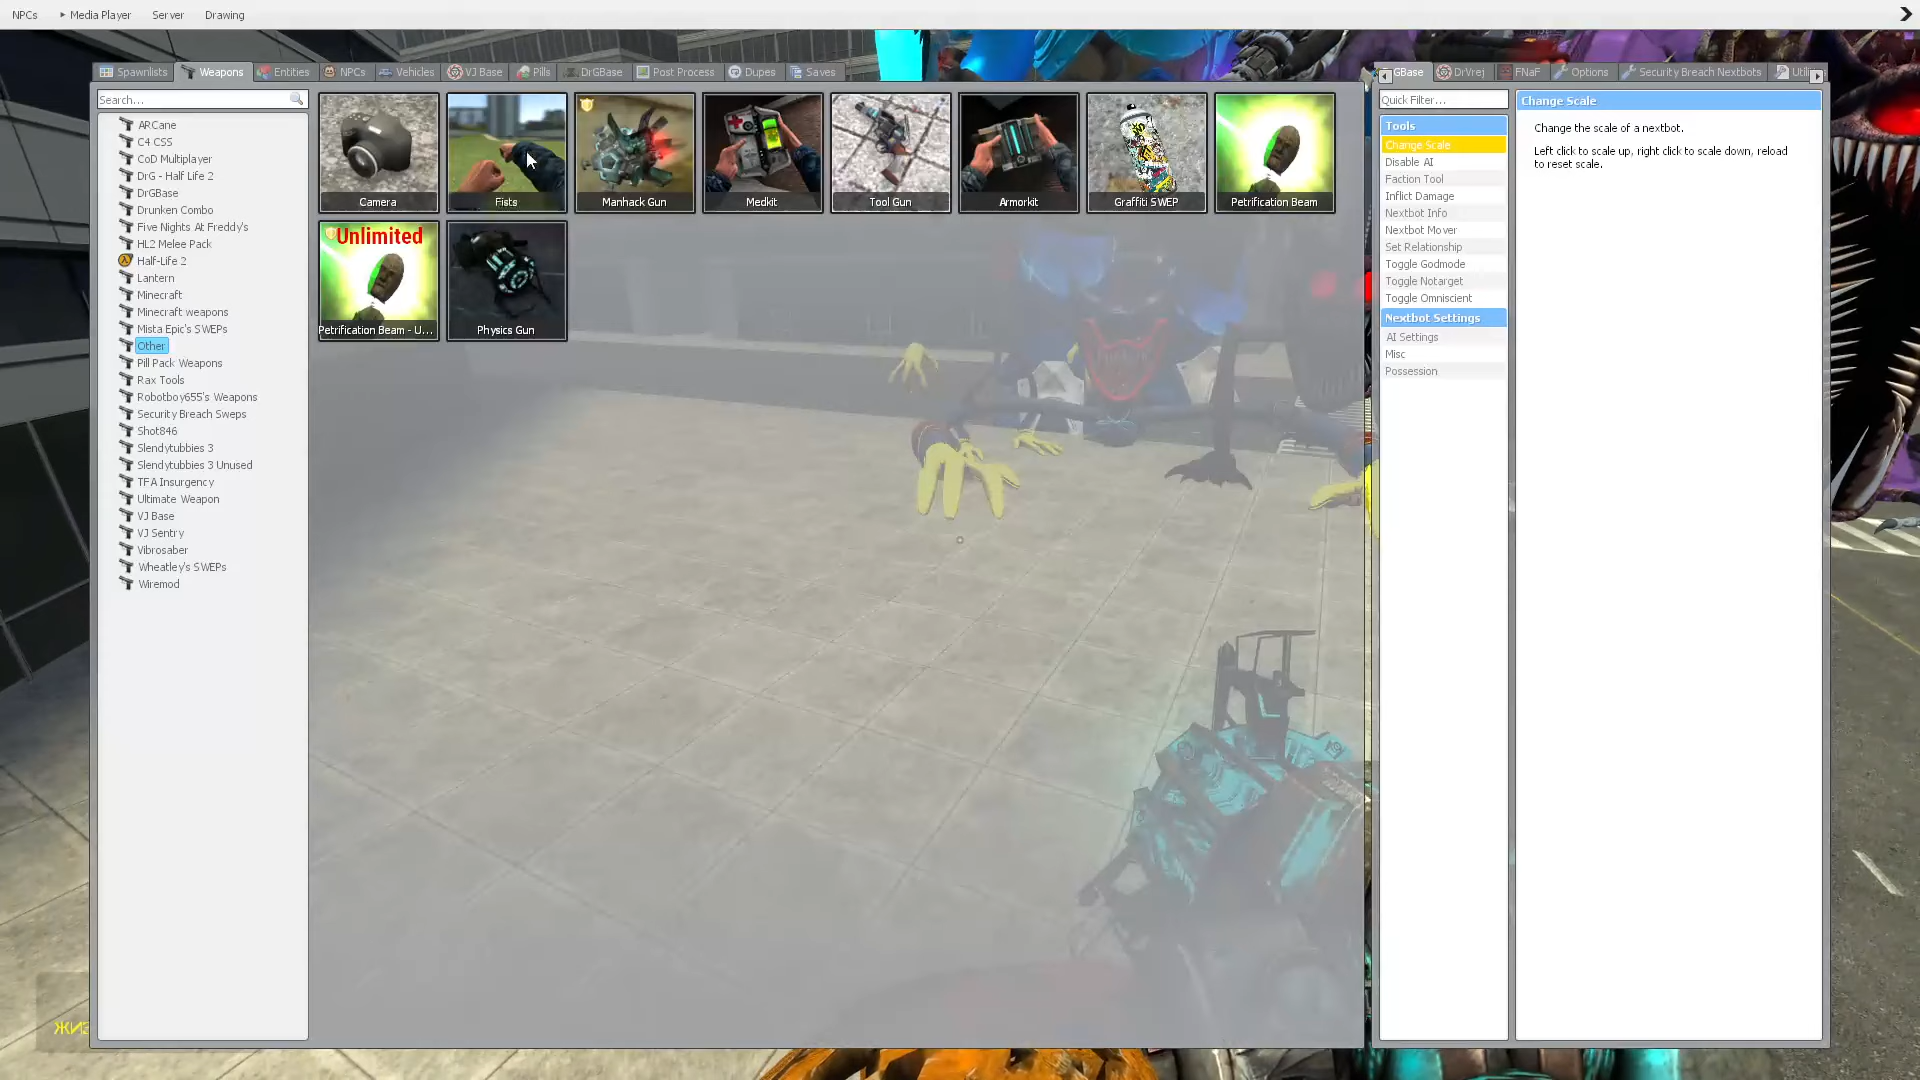 NPCs
Media Player
Server
Drawing
Spawnlists
Weapons
Entities
NPCs
Vehicles
VJ Base
Pills
DrGBase
Post Process
Dupes
Saves
Search...
ARCane
C4 CSS
CoD Multiplayer
DrG - Half Life 2
DrGBase
Drunken Combo
Five Nights At Freddy's
HL2 Melee Pack
Half-Life 2
Lantern
Minecraft
Minecraft weapons
Mista Epic's SWEPs
Other
Pill Pack Weapons
Rax Tools
Robotboy655's Weapons
Security Breach Sweps
Shot846
Slendytubbies 3
Slendytubbies 3 Unused
TFA Insurgency
Ultimate Weapon
VJ Base
VJ Sentry
Vibrosaber
Wheatley's SWEPs
Wiremod
Camera
Fists
Manhack Gun
Medkit
Tool Gun
Armorkit
Graffiti SWEP
Petrification Beam
Unlimited
Petrification Beam - U...
Physics Gun
GBase
DrVrej
FNaF
Options
Security Breach Nextbots
Utili
Quick Filter...
Tools
Change Scale
Disable AI
Faction Tool
Inflict Damage
Nextbot Info
Nextbot Mover
Set Relationship
Toggle Godmode
Toggle Notarget
Toggle Omniscient
Nextbot Settings
AI Settings
Misc
Possession
Change Scale
Change the scale of a nextbot.
Left click to scale up, right click to scale down, reload
to reset scale.